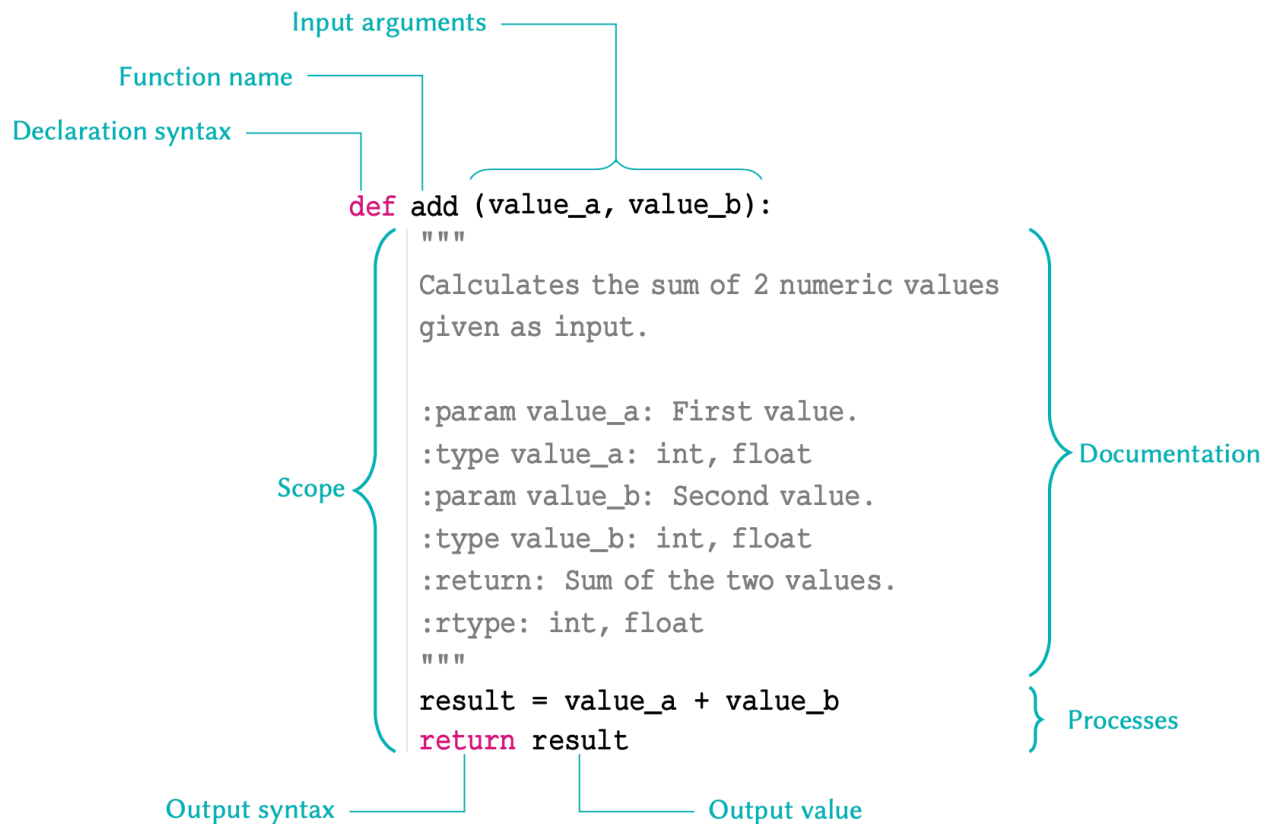 Input arguments
Function name
Declaration syntax
def add (value_a, value_b):
"""
Calculates the sum of 2 numeric values
given as input.
:param value_a: First value.
:type value_a: int, float
Documentation
Scope
:param value_b: Second value.
:type value_b: int, float
:return: Sum of the two values.
:rtype: int, float
"""
result = value_a + value_b
Processes
return result
Output syntax
Output value